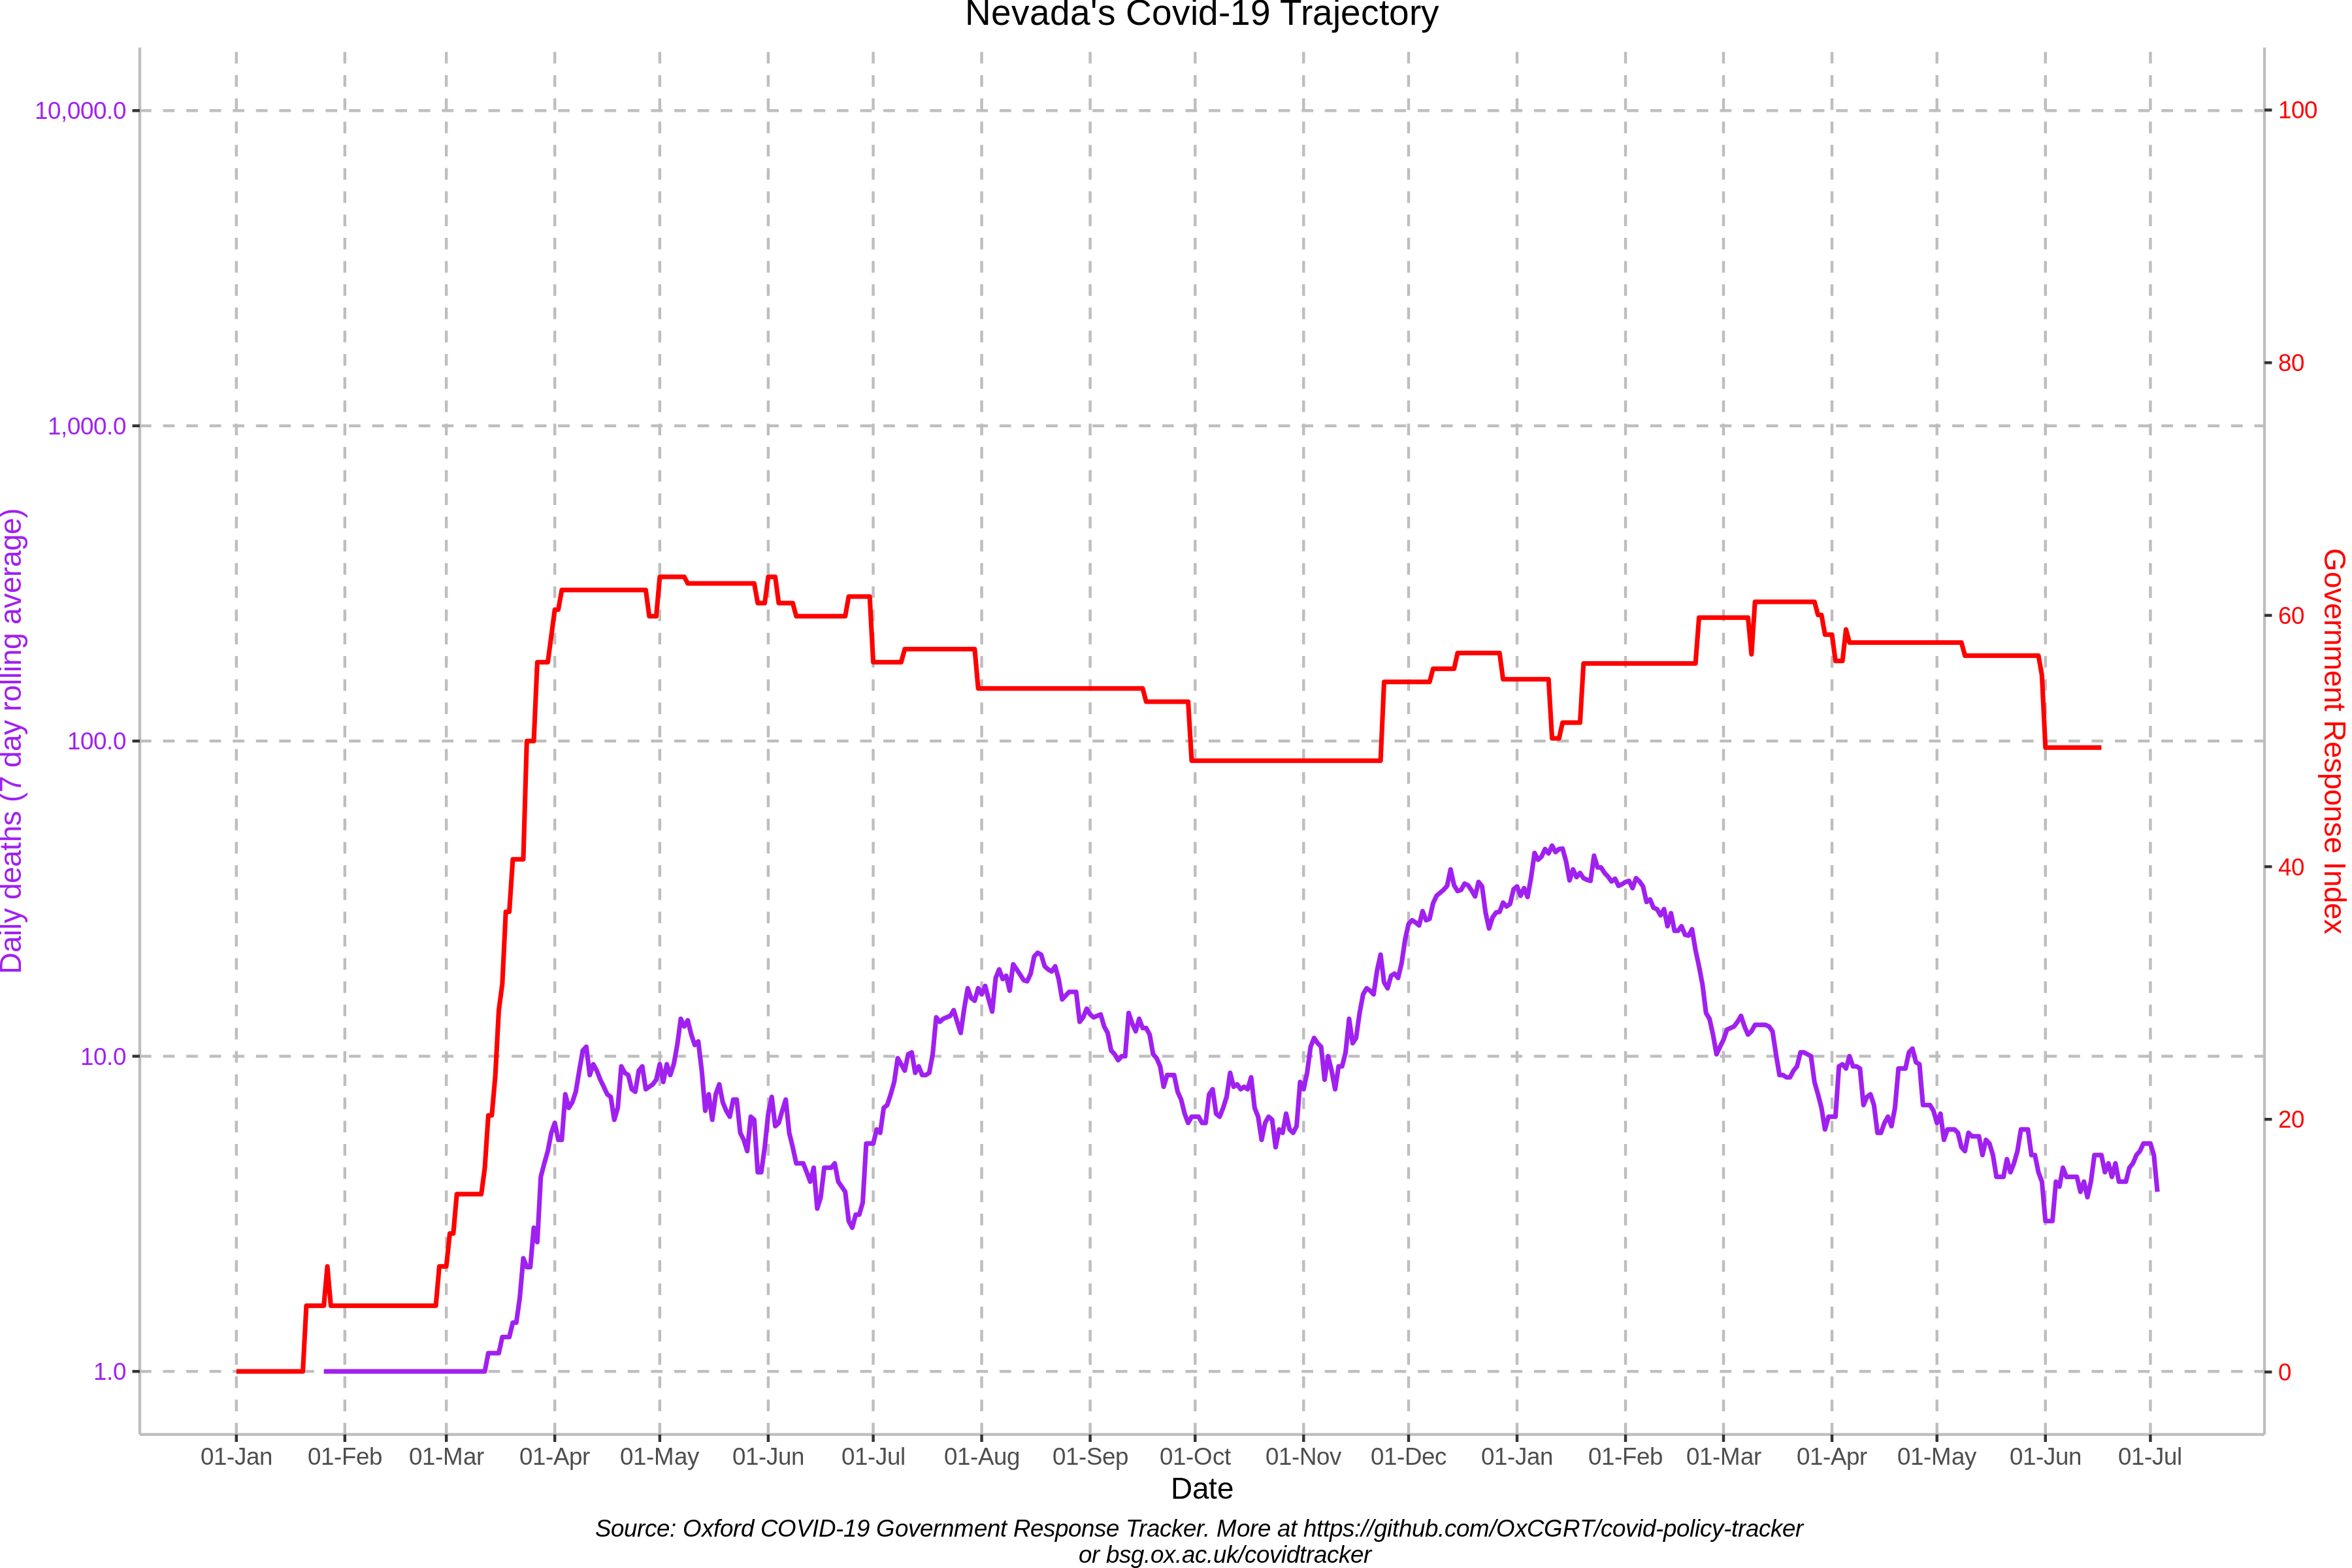 Nevada's Covid-19 Trajectory
10,000.0
1,000.0
100.0
10.0
1.0
Daily deaths (7 day rolling average)
100
80
60
40
20
0
Government Response Index
01-Jan 01-Feb 01-Mar 01-Apr 01-May 01-Jun 01-Jul 01-Aug 01-Sep 01-Oct 01-Nov 01-Dec 01-Jan 01-Feb 01-Mar 01-Apr 01-May 01-Jun 01-Jul
Date
Source: Oxford COVID-19 Government Response Tracker. More at https://github.com/OxCGRT/covid-policy-tracker
or bsg.ox.ac.uk/covidtracker